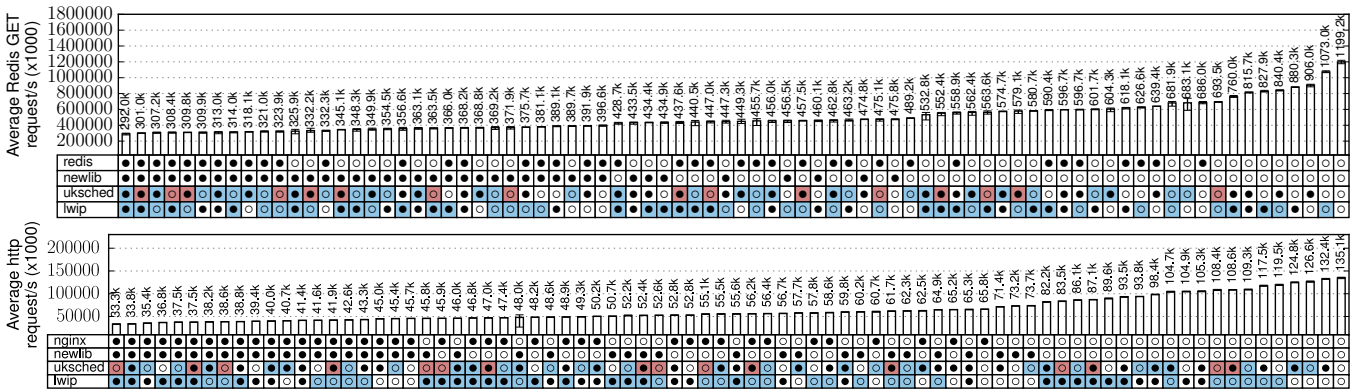 Average Redis GET
request/s (x1000)
1800000
1600000
1400000
1200000
1000000
800000
600000
400000
200000
292.0k 301.0k 307.2k 308.4k 309.8k 309.9k 313.0k 314.0k 318.1k 321.0k 323.9k 325.9k 332.2k 332.3k 345.1k 348.3k 349.9k 354.5k 356.6k 363.1k 363.5k 366.0k 368.2k 368.8k 369.2k 371.9k 375.7k 381.1k 389.1k 389.7k 391.9k 396.6k 428.7k 433.5k 434.4k 434.9k 437.6k 440.5k 447.0k 447.3k 449.3k 455.7k 456.0k 456.5k 457.5k 460.1k 462.8k 463.2k 474.8k 475.1k 475.8k 489.2k 532.8k 552.4k 558.9k 562.4k 563.6k 574.7k 579.1k 580.7k 590.4k 596.7k 596.7k 601.7k 604.3k 618.1k 626.6k 639.4k 681.9k 683.1k 686.0k 693.5k 760.0k 815.7k 827.9k 840.4k 880.3k 906.0k 1073.0k 1199.2k
redis
newlib
uksched
lwip
Average http
request/s (x1000)
200000
150000
100000
50000
33.3k 33.8k 35.4k 36.8k 37.5k 37.5k 38.2k 38.6k 38.8k 39.4k 40.0k 40.7k 41.4k 41.6k 41.9k 42.6k 43.3k 45.0k 45.4k 45.7k 45.8k 45.9k 46.0k 46.8k 47.0k 47.4k 48.0k 48.2k 48.6k 48.9k 49.3k 50.2k 50.7k 52.2k 52.4k 52.6k 52.8k 52.8k 55.1k 55.5k 55.6k 56.2k 56.4k 56.7k 57.7k 57.8k 58.6k 59.8k 60.2k 60.7k 61.7k 62.3k 62.5k 64.9k 65.2k 65.3k 65.8k 71.4k 73.2k 73.7k 82.2k 83.5k 86.1k 87.1k 89.6k 93.5k 93.8k 98.4k 104.7k 104.9k 105.3k 108.4k 108.6k 109.3k 117.5k 119.5k 124.8k 126.6k 132.4k 135.1k
nginx
newlib
uksched
lwip